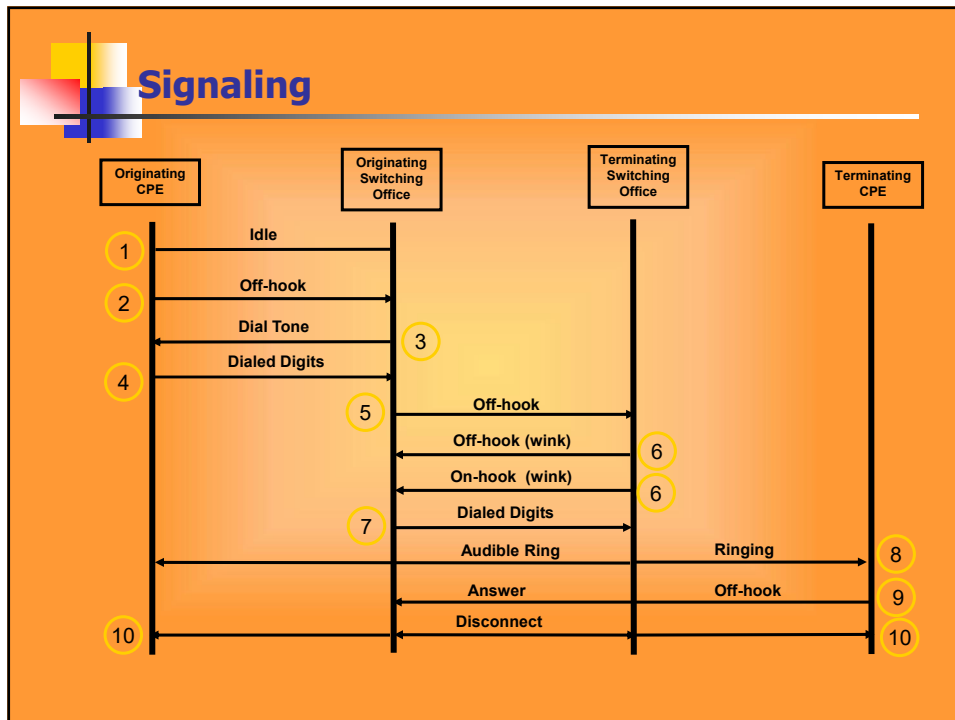 Signaling
Originating
CPE
Originating
Switching
Office
Terminating
Switching
Office
Terminating
CPE
Idle
1
Off-hook
2
Dial Tone
3
Dialed Digits
4
Off-hook
5
Off-hook (wink)
6
On-hook (wink)
6
Dialed Digits
7
Audible Ring
Ringing
8
Answer
Off-hook
9
10
Disconnect
10